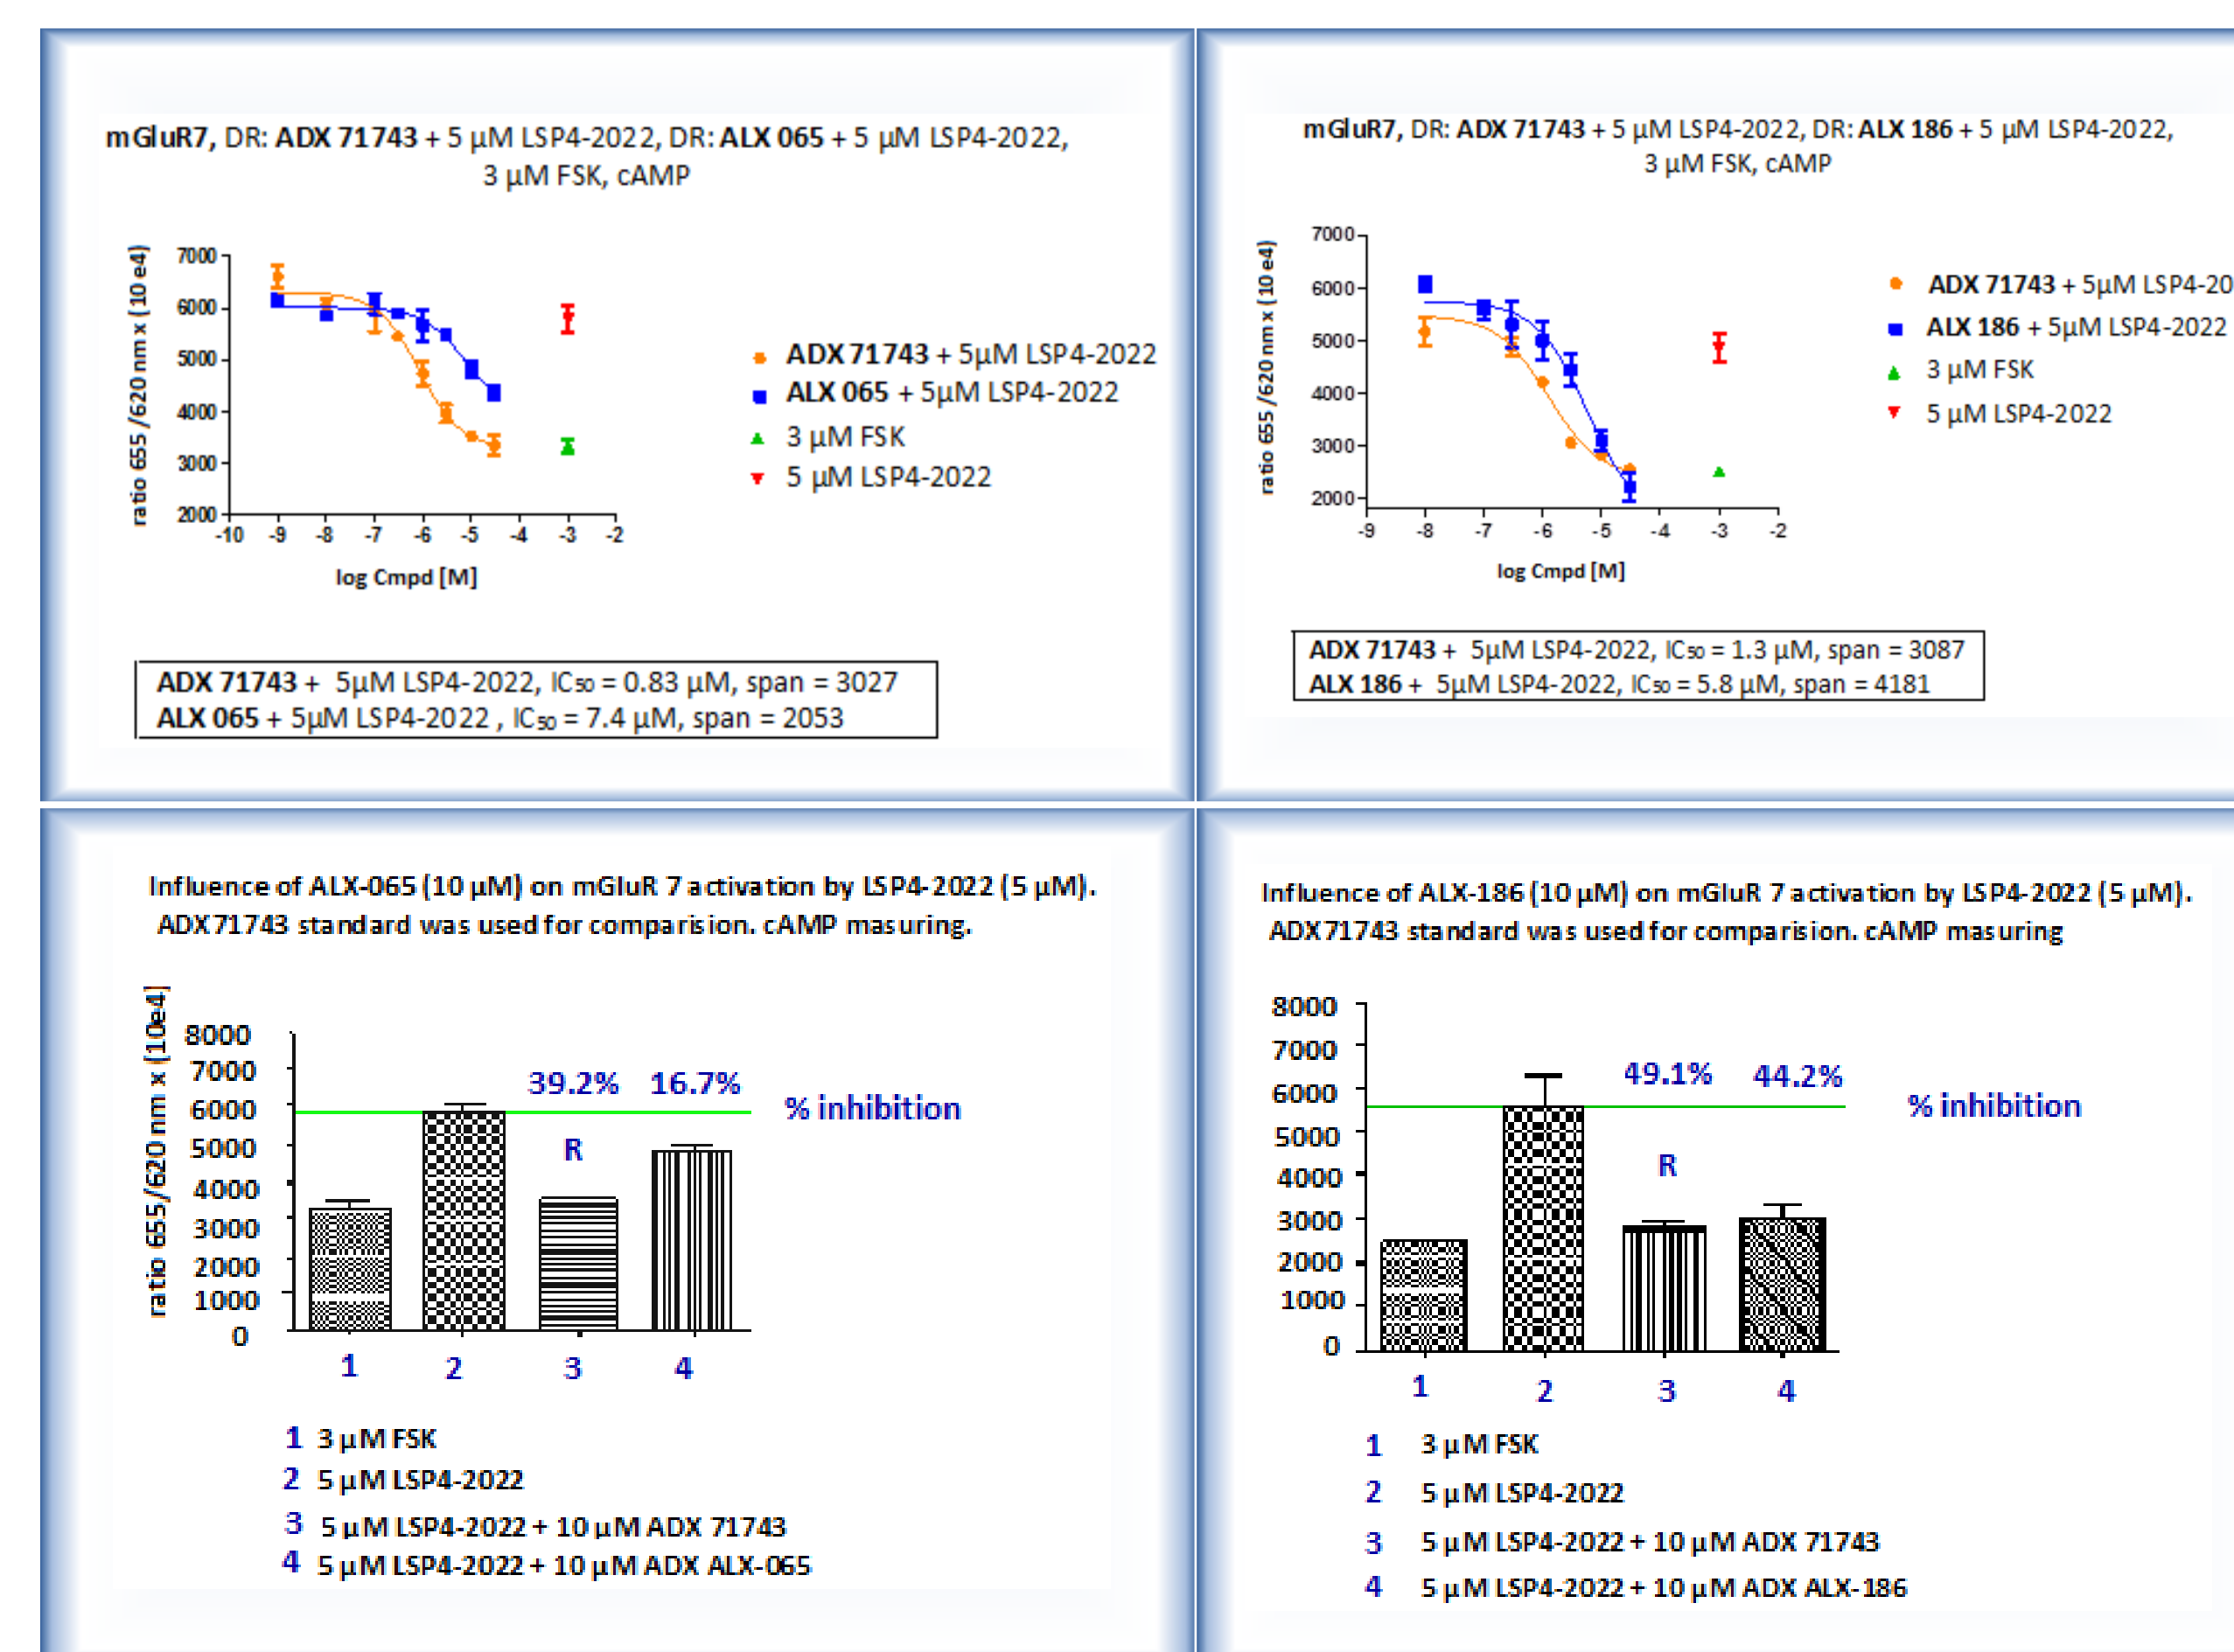 mGluR7, DR: ADX 71743 + 5 µM LSP4-2022, DR: ALX 065 + 5 µM LSP4-2022,
3 µM FSK, cAMP
ratio 655 /620 nm x (10 e4)
7000
6000
5000
4000
3000
2000
-10 -9 -8 -7 -6 -5 -4 -3 -2
log Cmpd [M]
ADX 71743 + 5µM LSP4-2022
ALX 065 + 5µM LSP4-2022
3 µM FSK
5 µM LSP4-2022
ADX 71743 + 5µM LSP4-2022, IC50 = 0.83 µM, span = 3027
ALX 065 + 5µM LSP4-2022 , IC50 = 7.4 µM, span = 2053
mGluR7, DR: ADX 71743 + 5 µM LSP4-2022, DR: ALX 186 + 5 µM LSP4-2022,
3 µM FSK, cAMP
ratio 655 /620 nm x (10 e4)
7000
6000
5000
4000
3000
2000
-9 -8 -7 -6 -5 -4 -3 -2
log Cmpd [M]
ADX 71743 + 5µM LSP4-20
ALX 186 + 5µM LSP4-2022
3 µM FSK
5 µM LSP4-2022
ADX 71743 + 5µM LSP4-2022, IC50 = 1.3 µM, span = 3087
ALX 186 + 5µM LSP4-2022, IC50 = 5.8 µM, span = 4181
Influence of ALX-065 (10 µM) on mGluR 7 activation by LSP4-2022 (5 µM).
ADX71743 standard was used for comparision. cAMP masuring.
ratio 655/620 nm x (10e4]
8000
7000
6000
5000
4000
3000
2000
1000
0
39.2% 16.7%
% inhibition
R
1 2 3 4
1 3 µM FSK
2 5 µM LSP4-2022
3 5 µM LSP4-2022 + 10 µM ADX 71743
4 5 µM LSP4-2022 + 10 µM ADX ALX-065
Influence of ALX-186 (10 µM) on mGluR 7 activation by LSP4-2022 (5 µM).
ADX71743 standard was used for comparision. cAMP masuring
8000
7000
6000
5000
4000
3000
2000
1000
0
49.1% 44.2%
% inhibition
R
1 2 3 4
1 3 µM FSK
2 5 µM LSP4-2022
3 5 µM LSP4-2022 + 10 µM ADX 71743
4 5 µM LSP4-2022 + 10 µM ADX ALX-186